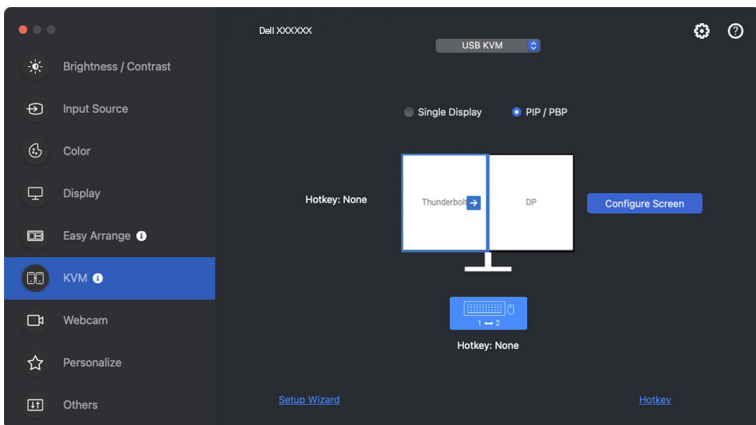 Dell XXXXXX
USB KVM
Brightness / Contrast
Input Source
Color
Display
Easy Arrange
KVM
Webcam
Personalize
Others
Single Display
PIP / PBP
Hotkey: None
Thunderbolt
DP
Configure Screen
1 2
Hotkey: None
Setup Wizard
Hotkey